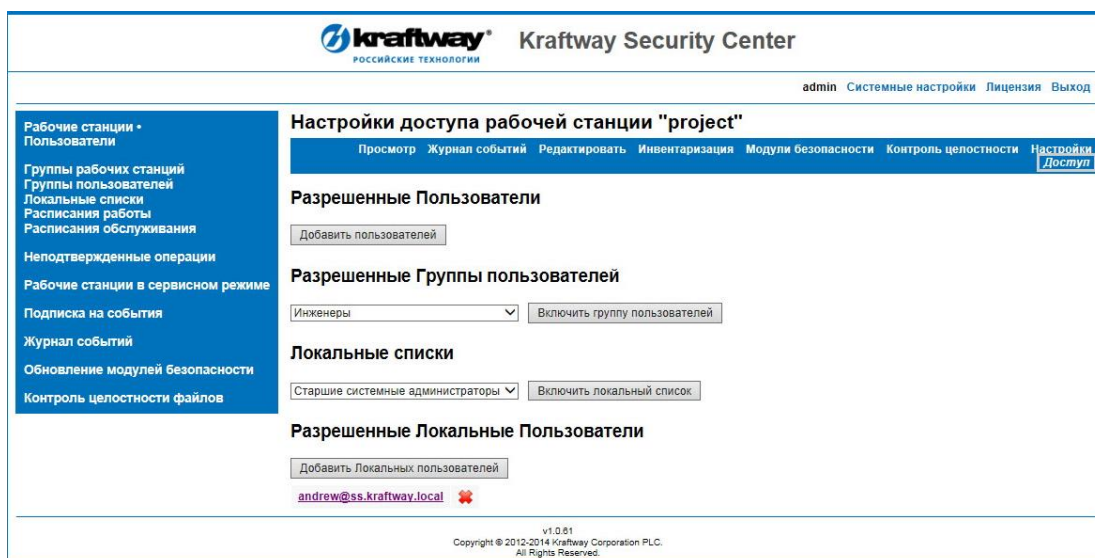 kraftway®
РОССИЙСКИЕ ТЕХНОЛОГИИ
Kraftway Security Center
admin Системные настройки Лицензия Выход
Рабочие станции •
Пользователи
Группы рабочих станций
Группы пользователей
Локальные списки
Расписания работы
Расписания обслуживания
Неподтвержденные операции
Рабочие станции в сервисном режиме
Подписка на события
Журнал событий
Обновление модулей безопасности
Контроль целостности файлов
Настройки доступа рабочей станции "project"
Просмотр Журнал событий Редактировать Инвентаризация Модули безопасности Контроль целостности Настройки
Доступ
Разрешенные Пользователи
Добавить пользователей
Разрешенные Группы пользователей
Инженеры Включить группу пользователей
Локальные списки
Старшие системные администраторы Включить локальный список
Разрешенные Локальные Пользователи
Добавить Локальных пользователей
andrew@ss.kraftway.local
v1.0.61
Copyright © 2012-2014 Kraftway Corporation PLC.
All Rights Reserved.